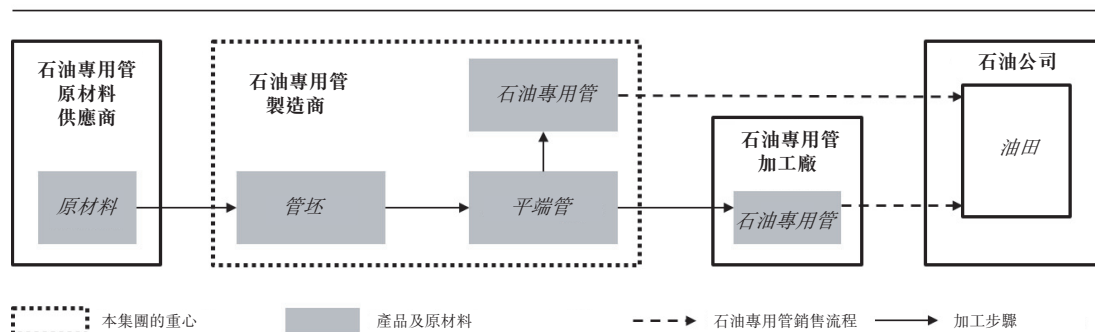 石油專用管
原材料
供應商
原材料
石油專用管
製造商
石油專用管
管坯
平端管
石油專用管
加工廠
石油專用管
石油公司
油田
本集團的重心
產品及原材料
石油專用管銷售流程
加工步驟